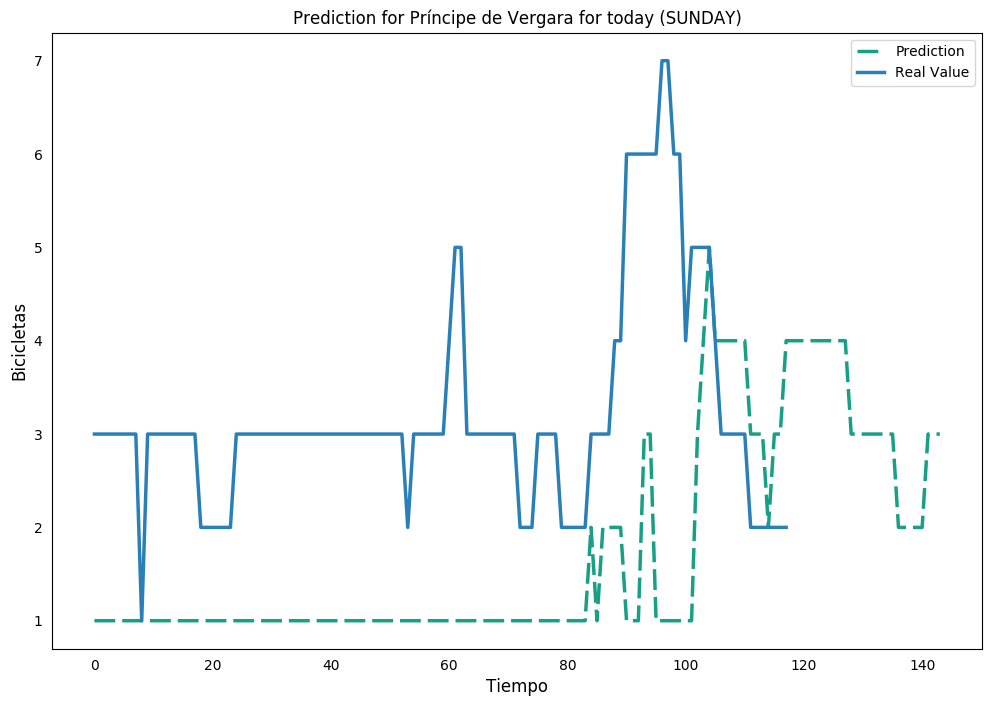 Prediction for Príncipe de Vergara for today (SUNDAY)
Prediction
Real Value
Bicicletas
7
6
5
4
3
2
1
0 20 40 60 80 100 120 140
Tiempo